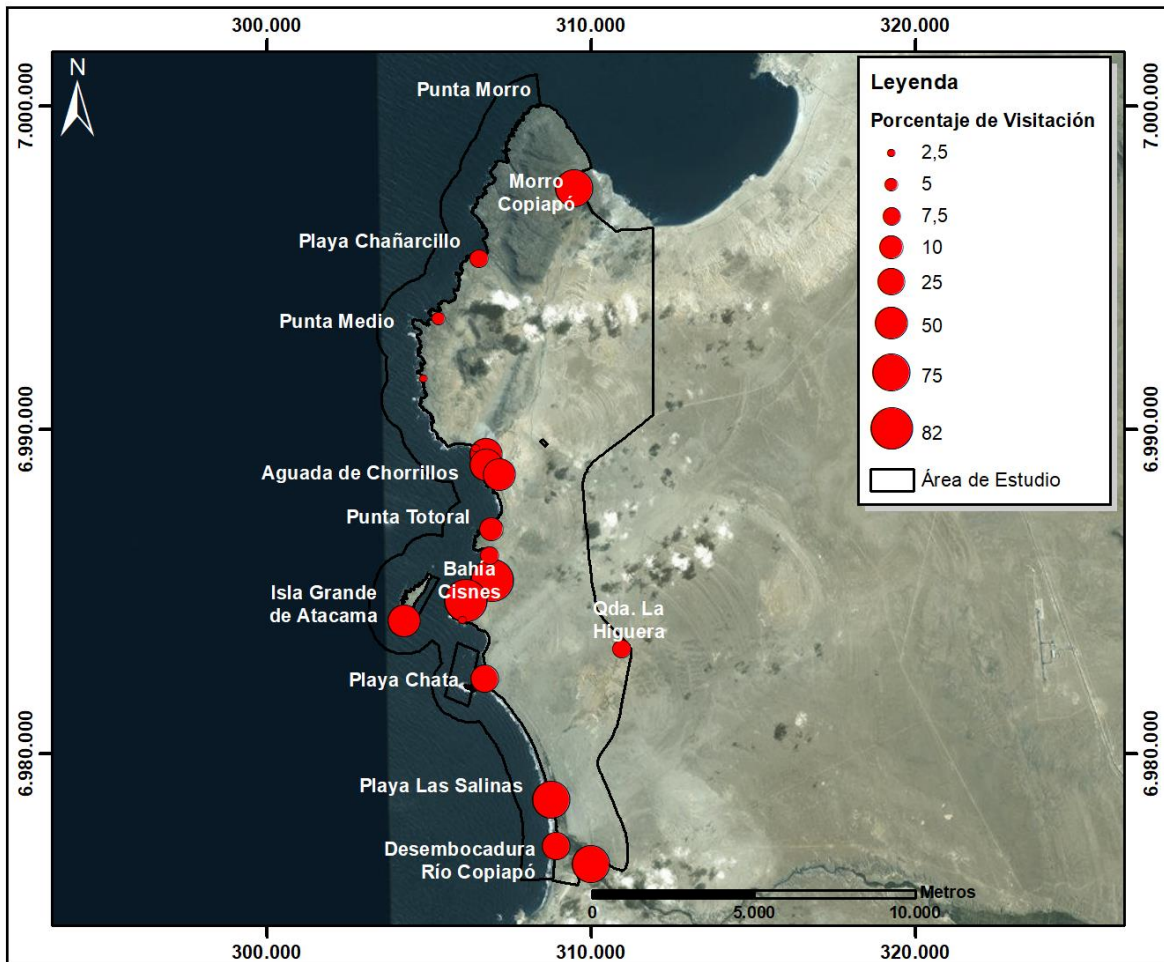 300.000
310.000
320.000
7.000.000
7.000.000
N
Punta Morro
Leyenda
Porcentaje de Visitación
2,5
5
7,5
10
25
50
75
82
Área de Estudio
Morro
Copiapó
Playa Chañarcillo
Punta Medio
6.990.000
6.990.000
Aguada de Chorrillos
Punta Totoral
Bahía
Cisnes
Isla Grande
de Atacama
Qda. La
Higuera
Playa Chata
6.980.000
6.980.000
Playa Las Salinas
Desembocadura
Río Copiapó
Metros
0
5.000
10.000
300.000
310.000
320.000